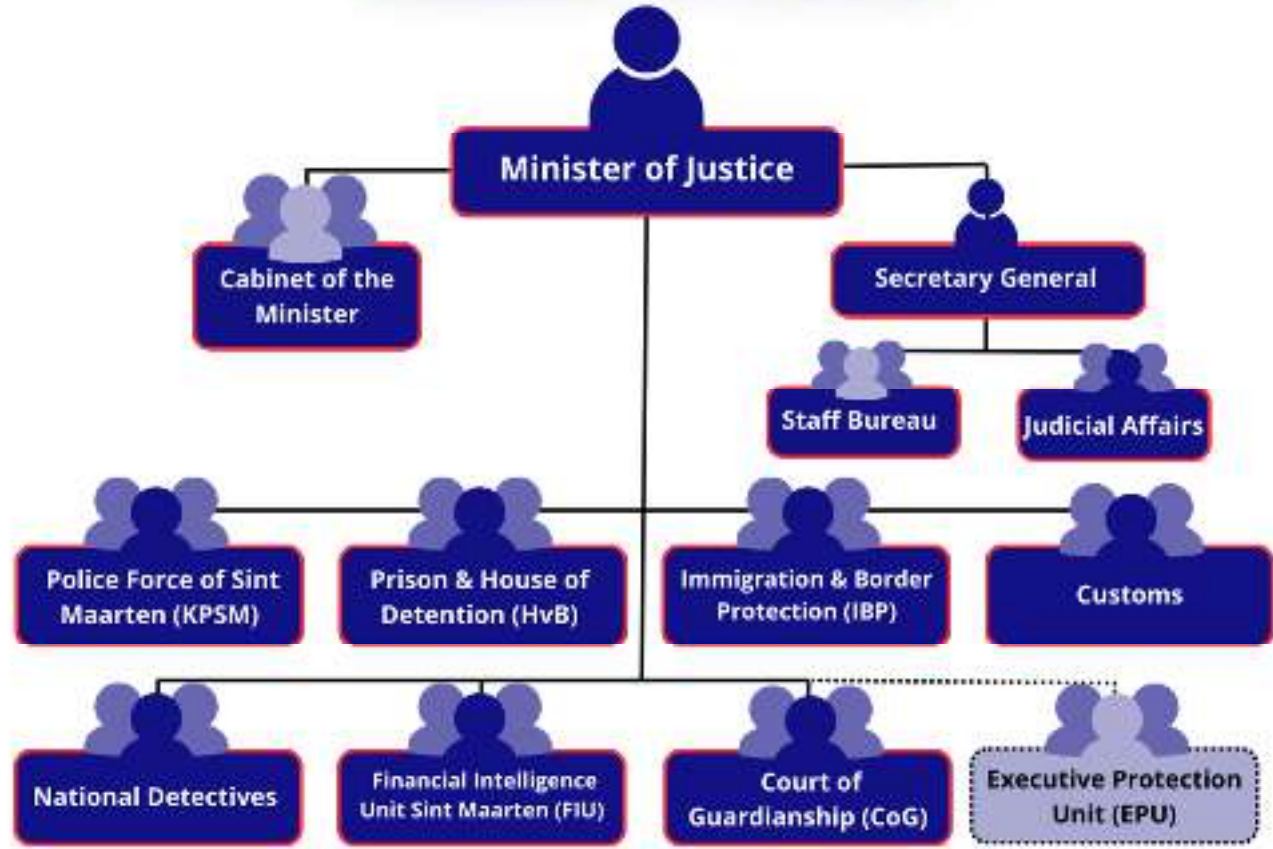 Minister of Justice
Cabinet of the
Minister
Secretary General
Staff Bureau
Judicial Affairs
Police Force of Sint
Maarten (KPSM)
Prison & House of
Detention (HvB)
Immigration & Border
Protection (IBP)
Customs
National Detectives
Financial Intelligence
Unit Sint Maarten (FIU)
Court of
Guardianship (CoG)
Executive Protection
Unit (EPU)